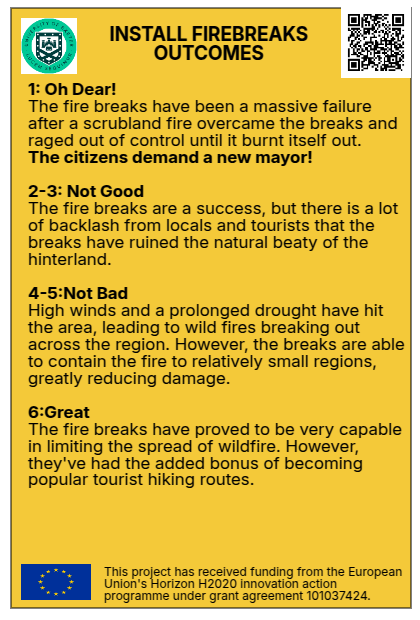 INSTALL FIREBREAKS
OUTCOMES
1: Oh Dear!
The fire breaks have been a massive failure
after a scrubland fire overcame the breaks and
raged out of control until it burnt itself out.
The citizens demand a new mayor!
2-3: Not Good
The fire breaks are a success, but there is a lot
of backlash from locals and tourists that the
breaks have ruined the natural beaty of the
hinterland.
4-5:Not Bad
High winds and a prolonged drought have hit
the area, leading to wild fires breaking out
across the region. However, the breaks are able
to contain the fire to relatively small regions,
greatly reducing damage.
6:Great
The fire breaks have proved to be very capable
in limiting the spread of wildfire. However,
they've had the added bonus of becoming
popular tourist hiking routes.
This project has received funding from the European
Union's Horizon H2020 innovation action
programme under grant agreement 101037424.